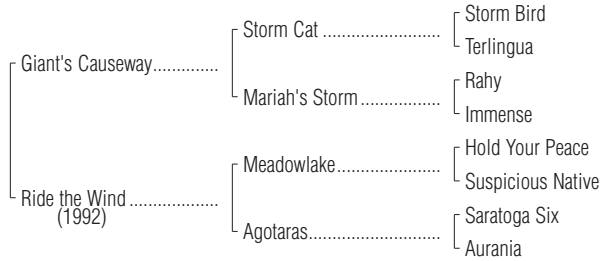 Storm Bird
Storm Cat ..............................
Terlingua
Giant's Causeway..............
Rahy
Mariah's Storm ....................
Immense
Hold Your Peace
Meadowlake..........................
Suspicious Native
Ride the Wind ....................
(1992)
Saratoga Six
Agotaras.................................
Aurania